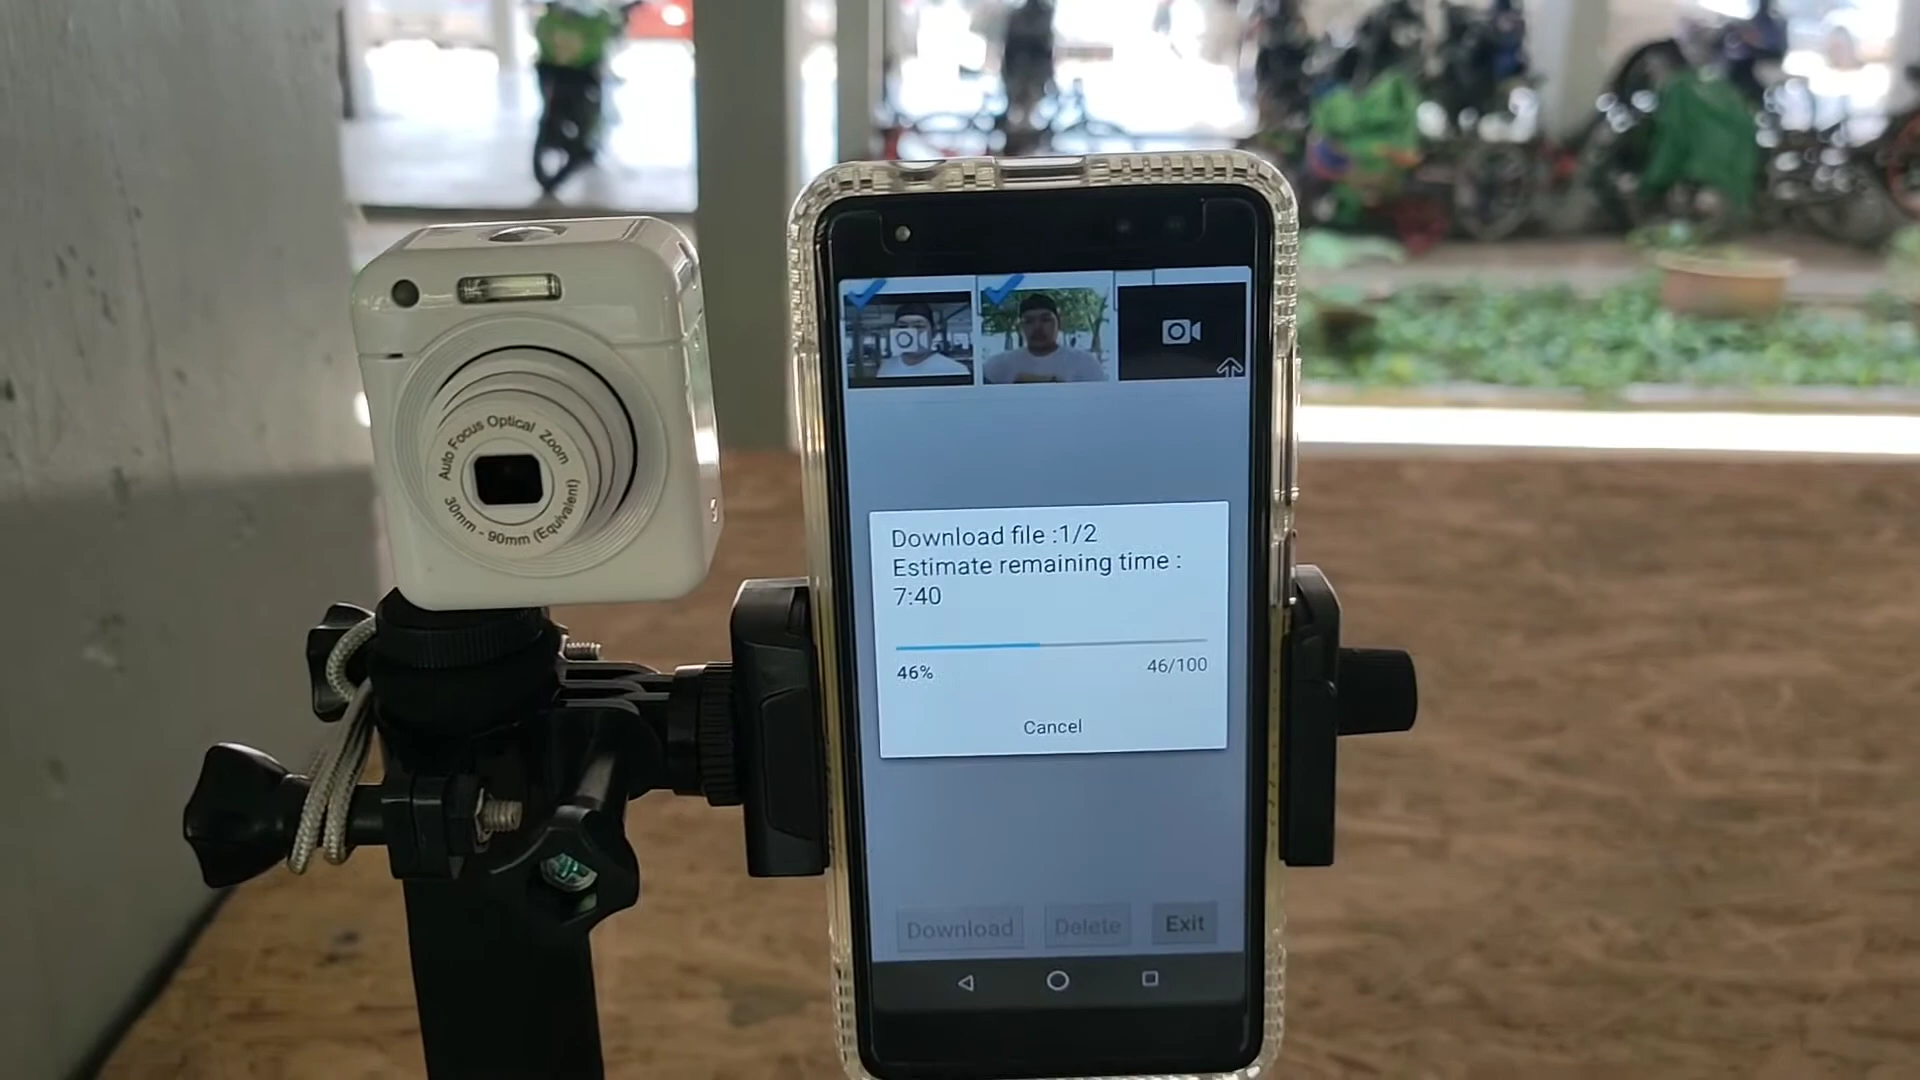 Auto Focus Optical Zoom
30mm - 90mm (Equivalent)
Download file :1/2
Estimate remaining time :
7:40
46%
46/100
Cancel
Download
Delete
Exit